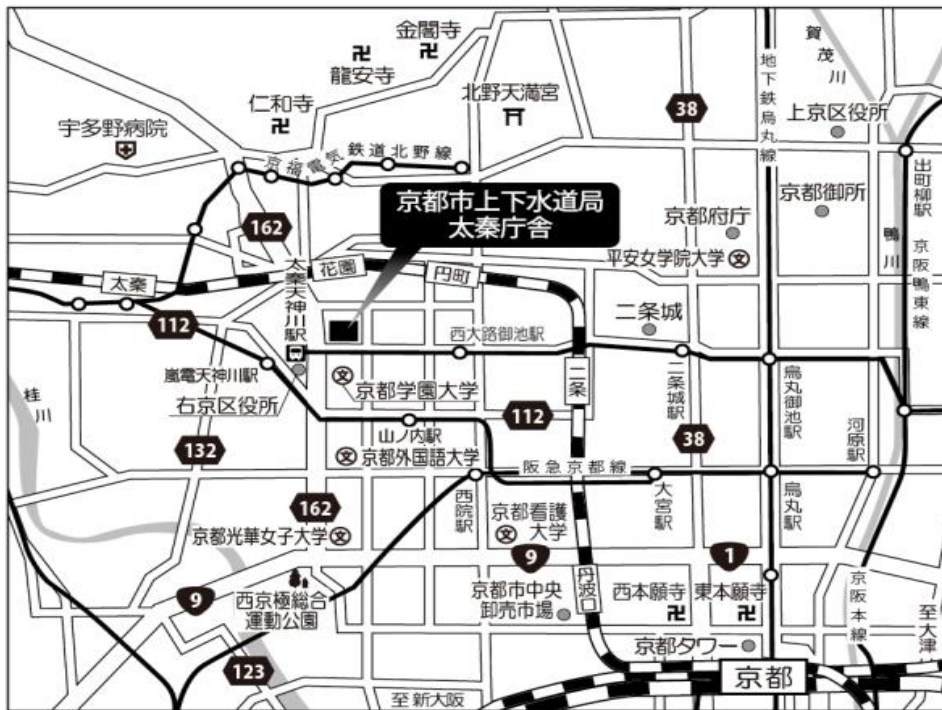 金閣寺
龍安寺
仁和寺
北野天満宮
38
地下鉄烏丸線
賀茂川
上京区役所
宇多野病院
京福電気鉄道北野線
出町柳駅
京都市上下水道局
太秦庁舎
京都御所
京都府庁
162
鴨川
京阪鴨東線
平安女学院大学
太秦
花園
円町
太秦天神川駅
二条城
112
西大路御池駅
嵐電天神川駅
二条
二条城駅
烏丸御池駅
京都学園大学
右京区役所
桂川
112
山ノ内駅
38
河原駅
132
京都外国語大学
阪急京都線
西院駅
大宮駅
烏丸駅
162
京都光華女子大学
京都看護
大学
9
1
9
西京極総合
運動公園
京都市中央
卸売市場
丹波口
西本願寺
東本願寺
京阪本線
至大津
京都タワー
123
京都
至新大阪